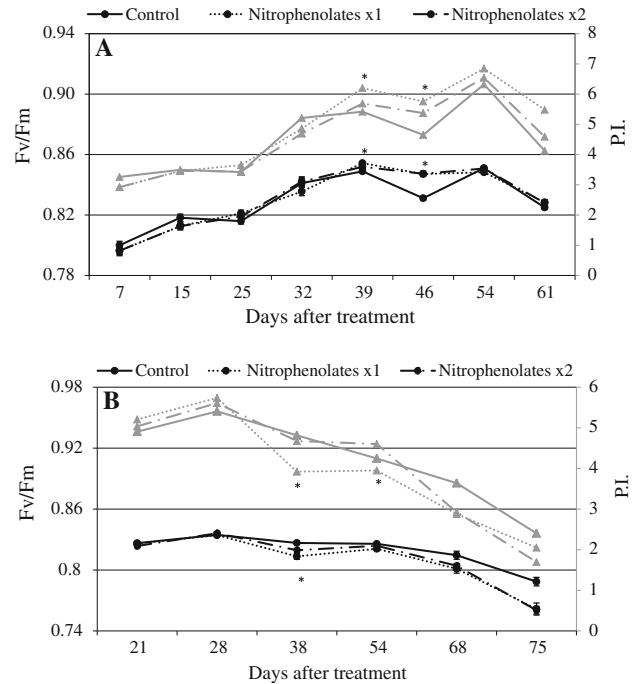 Control Nitrophenolates x1 Nitrophenolates x2
A
0.94
0.90
0.86
0.82
0.78
Fv/Fm
8
7
6
5
4
3
2
1
0
P.I.
*
*
*
*
7 15 25 32 39 46 54 61
Days after treatment
Control Nitrophenolates x1 Nitrophenolates x2
B
0.98
0.92
0.86
0.8
0.74
Fv/Fm
6
5
4
3
2
1
0
P.I.
*
*
*
21 28 38 54 68 75
Days after treatment